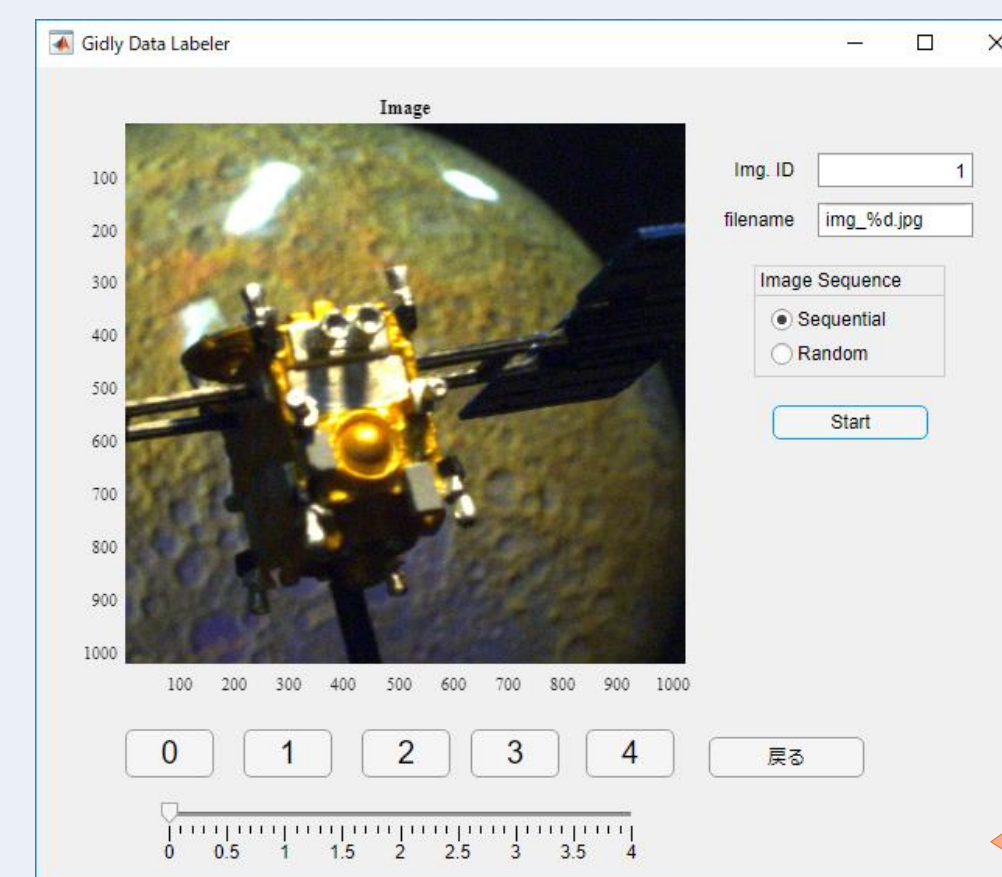 Gidly Data Labeler
Image
100
200
300
400
500
600
700
800
900
1000
100 200 300 400 500 600 700 800 900 1000
Img. ID 1
filename img_%d.jpg
Image Sequence
Sequential
Random
Start
0 1 2 3 4 戻る
0 0.5 1 1.5 2 2.5 3 3.5 4